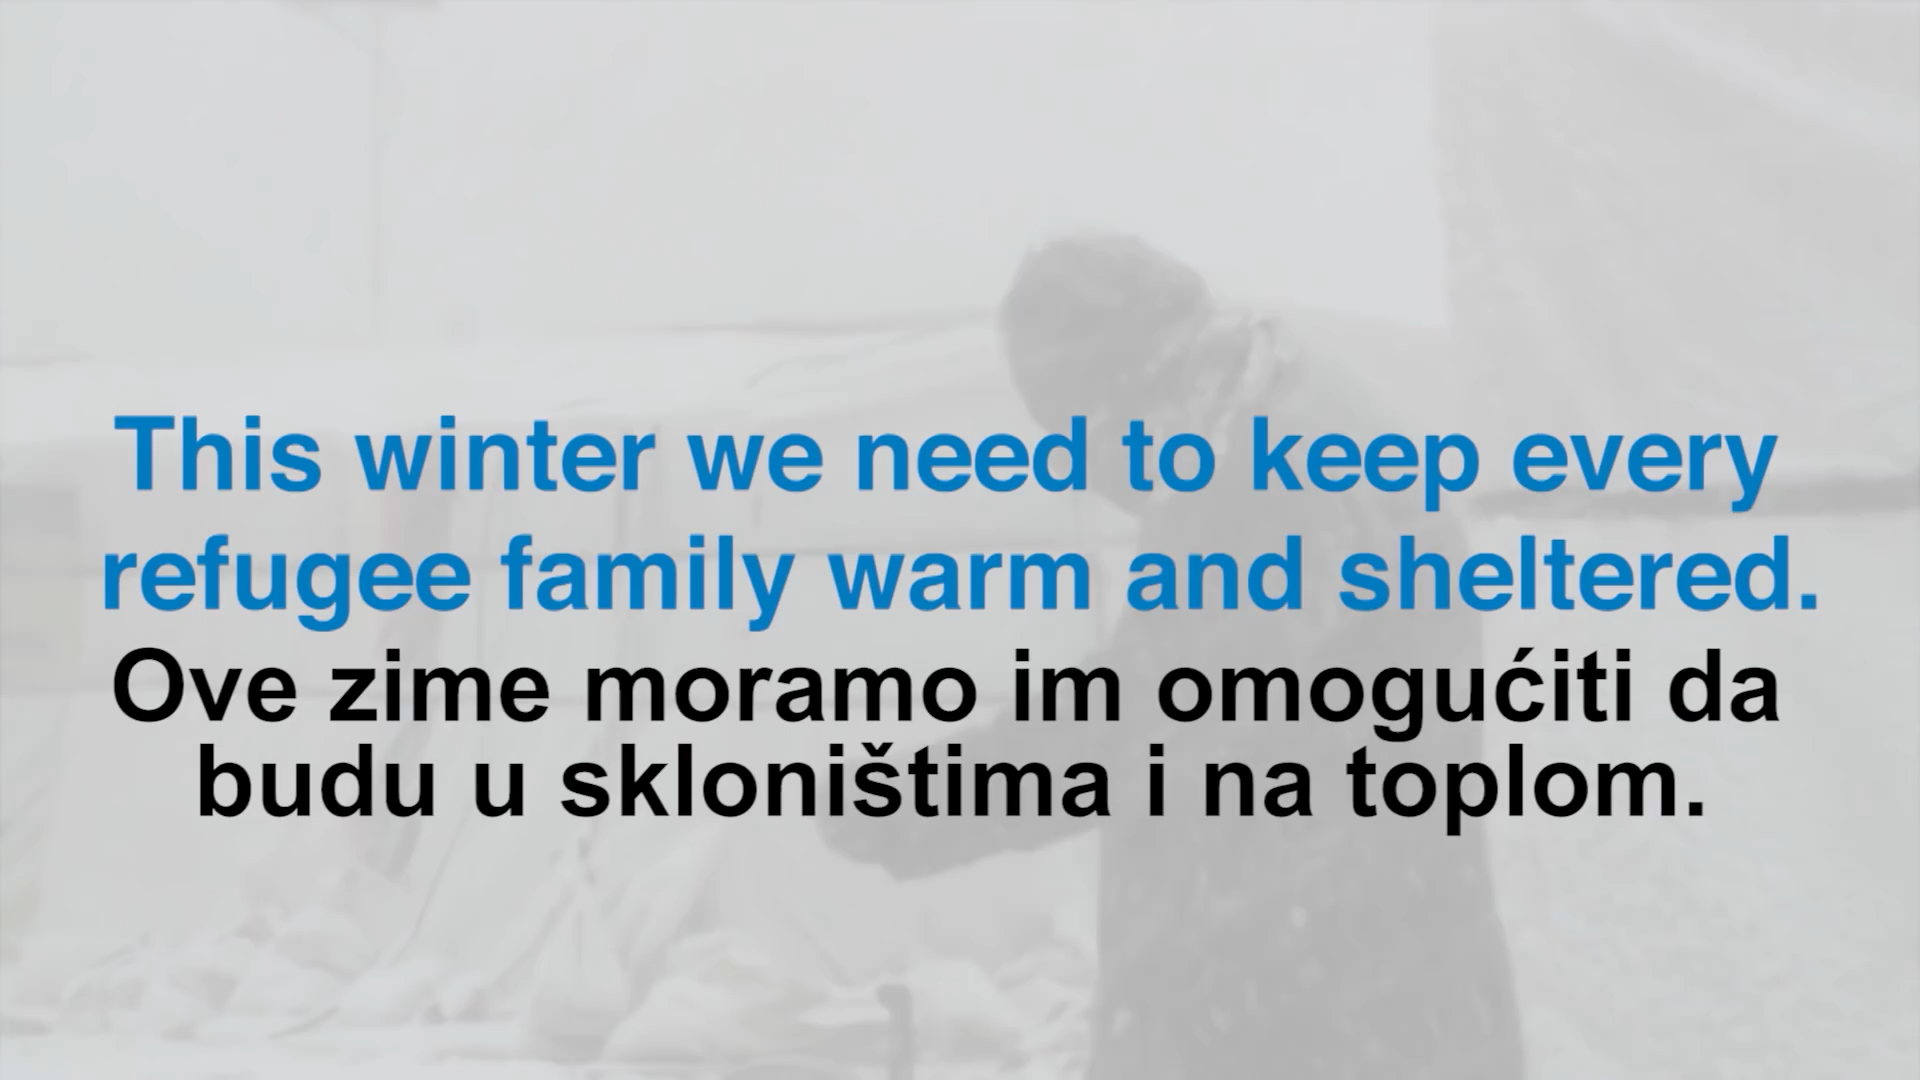 This winter we need to keep every
refugee family warm and sheltered.
Ove zime moramo im omogućiti da
budu u skloništima i na toplom.